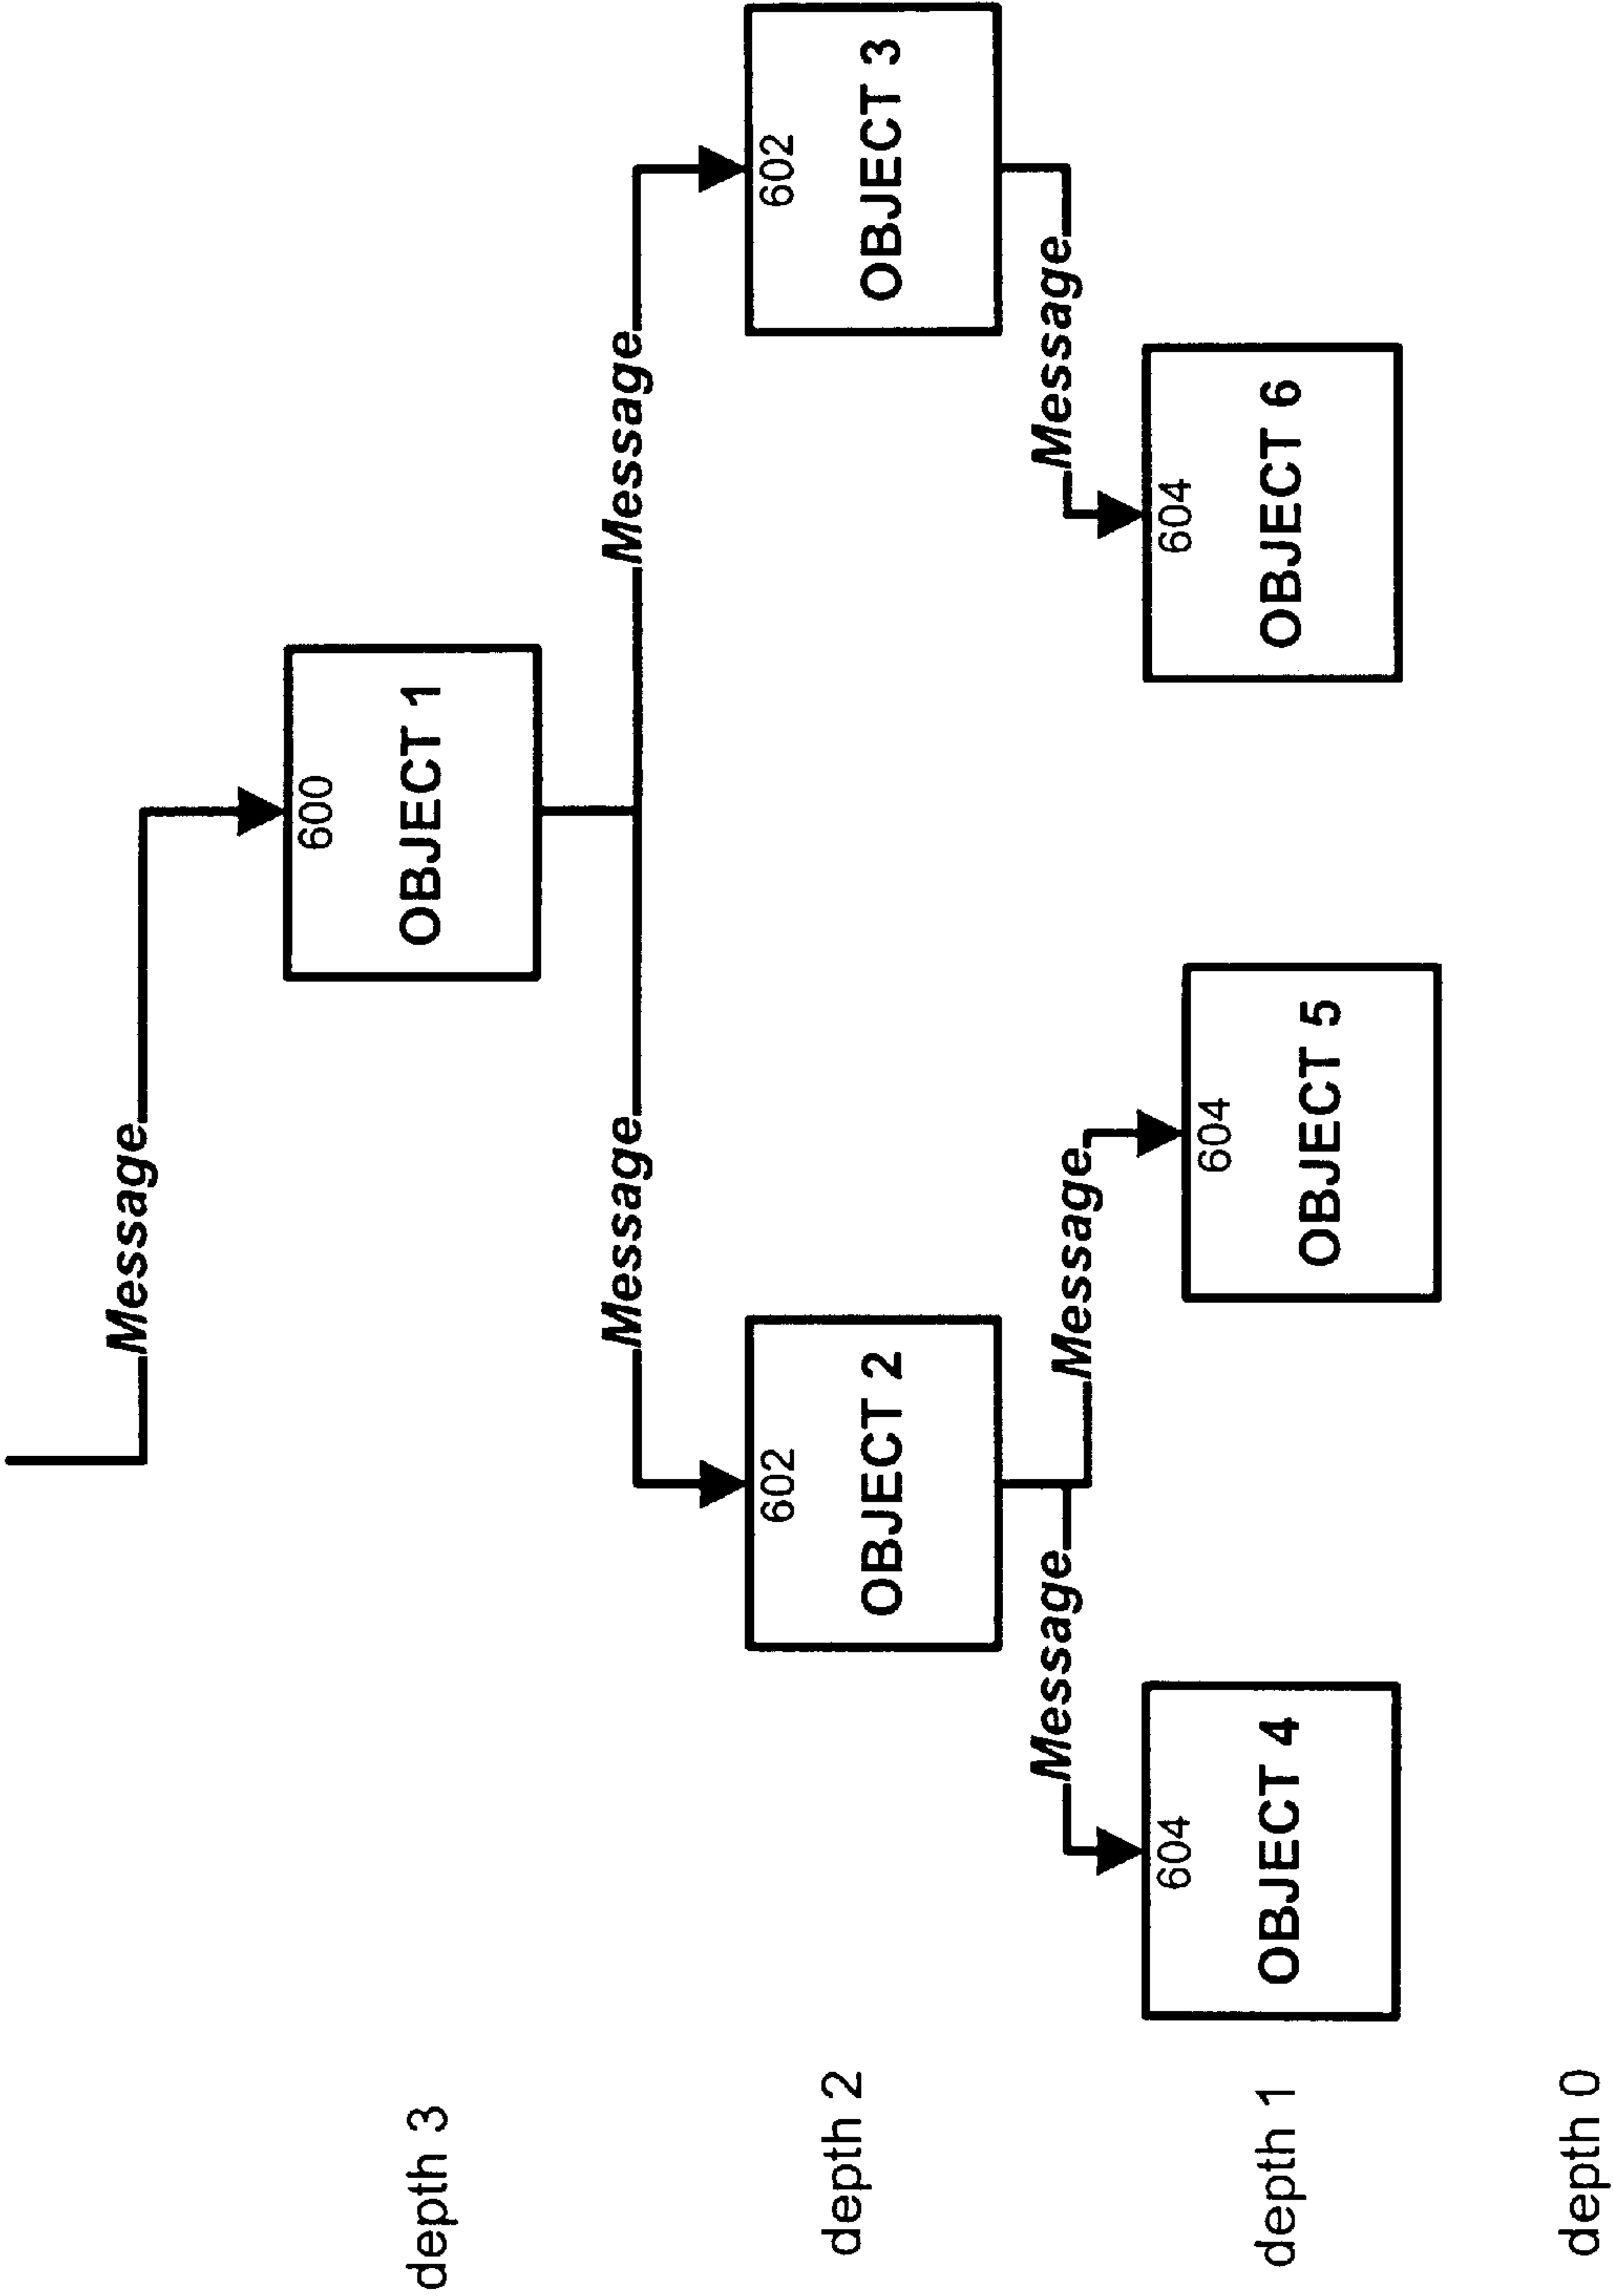 Message
600
depth 3
OBJECT 1
Message
Message
602
602
depth 2
OBJECT 2
OBJECT 3
Message
Message
Message
604
604
604
depth 1
OBJECT 4
OBJECT 5
OBJECT 6
depth 0